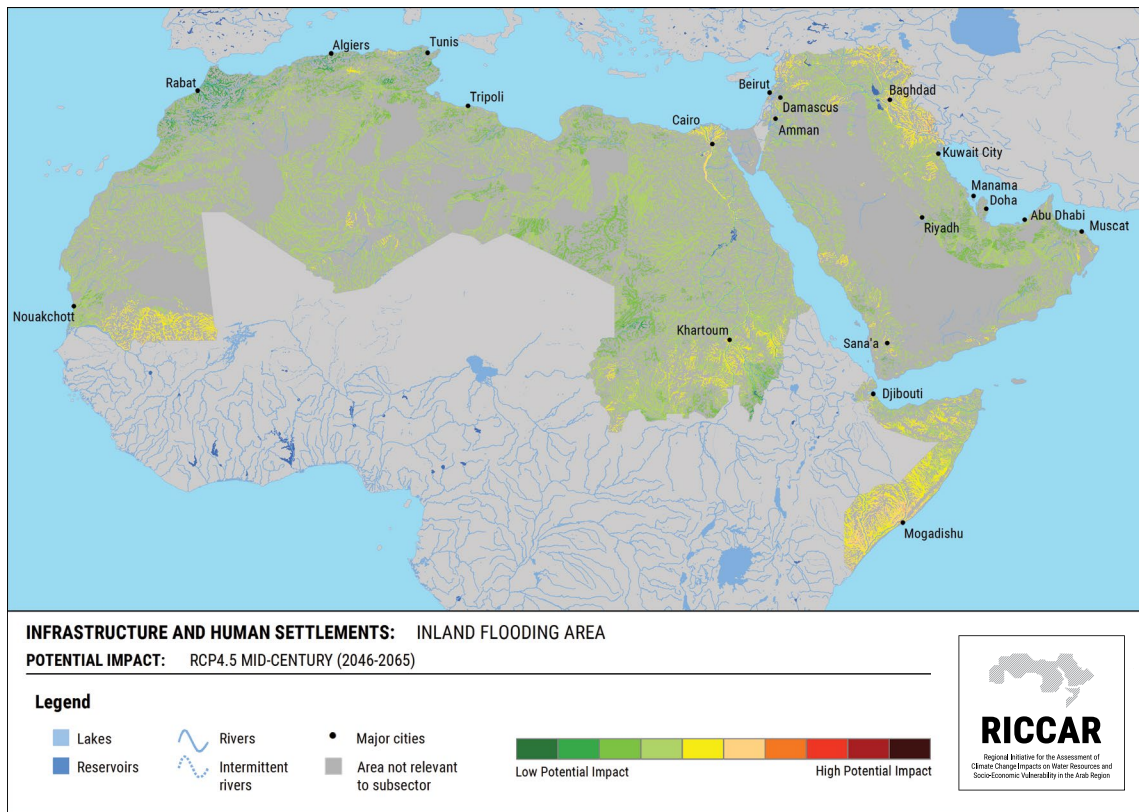 Algiers
Tunis
Rabat
Tripoli
Beirut
Damascus
Baghdad
Amman
Cairo
Kuwait City
Manama
Doha
Abu Dhabi
Riyadh
Muscat
Nouakchott
Khartoum
Sana'a
Djibouti
Mogadishu
INFRASTRUCTURE AND HUMAN SETTLEMENTS: INLAND FLOODING AREA
POTENTIAL IMPACT: RCP4.5 MID-CENTURY (2046-2065)
Legend
Lakes
Reservoirs
Rivers
Intermittent
rivers
Major cities
Area not relevant
to subsector
Low Potential Impact
High Potential Impact
RICCAR
Regional Initiative for the Assessment of
Climate Change Impacts on Water Resources and
Socio-Economic Vulnerability in the Arab Region